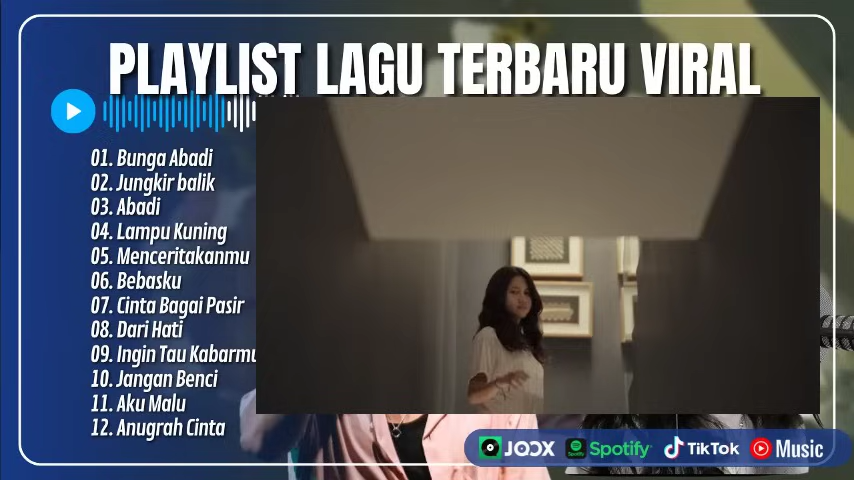 PLAYLIST LAGU TERBARU VIRAL
01. Bunga Abadi
02. Jungkir balik
03. Abadi
04. Lampu Kuning
05. Menceritakanmu
06. Bebasku
07. Cinta Bagai Pasir
08. Dari Hati
09. Ingin Tau Kabarmu
10. Jangan Benci
11. Aku Malu
12. Anugrah Cinta
JOOX Spotify Spotify TikTok Music